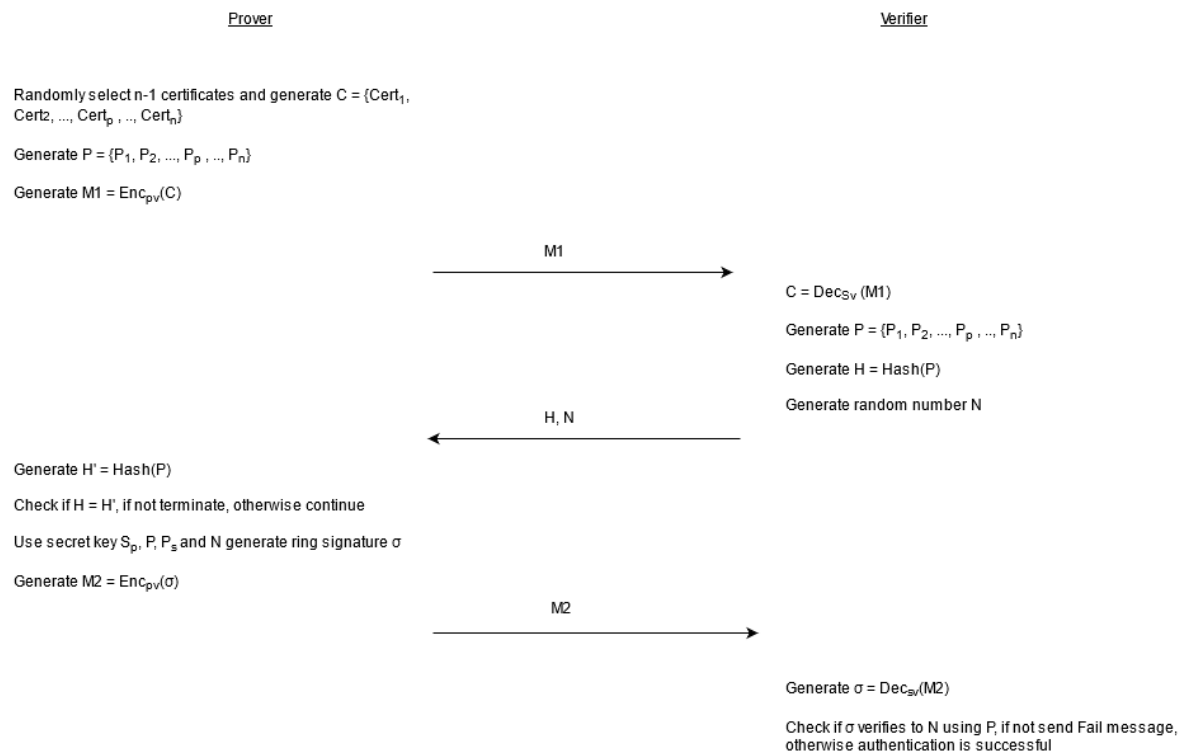 Prover
Verifier
Randomly select n-1 certificates and generate C = {Cert₁,
Cert2, ..., Certₚ , .., Certₙ}
Generate P = {P₁, P₂, ..., Pₚ , .., Pₙ}
Generate M1 = Encₚᵥ(C)
M1
C = Dec_Sv (M1)
Generate P = {P₁, P₂, ..., Pₚ , .., Pₙ}
Generate H = Hash(P)
Generate random number N
H, N
Generate H' = Hash(P)
Check if H = H', if not terminate, otherwise continue
Use secret key Sₚ, P, Pₛ and N generate ring signature σ
Generate M2 = Encₚᵥ(σ)
M2
Generate σ = Decₛᵥ(M2)
Check if σ verifies to N using P, if not send Fail message,
otherwise authentication is successful